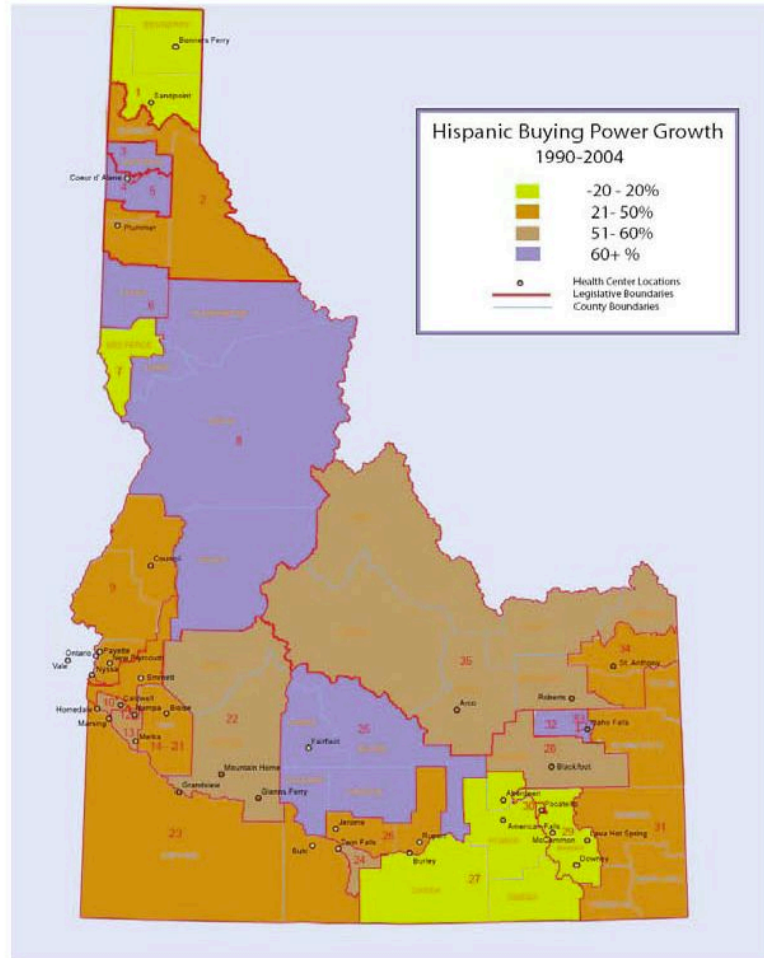 Hispanic Buying Power Growth
1990-2004
-20 - 20%
21- 50%
51- 60%
60+ %
Health Center Locations
Legislative Boundaries
County Boundaries
Bonners Ferry
Sandpoint
1
3
Coeur d' Alene
4
5
2
Plummer
6
7
8
Council
9
Ontario
Payette
New Plymouth
Vale
Nyssa
Emmett
10
Caldwell
Homedale
Nampa
Boise
Marsing
13
Melba
14
21
22
Mountain Home
Grandview
Glenns Ferry
23
25
Fairfield
Jerome
Twin Falls
Buhl
24
26
Rupert
Burley
35
Arco
Roberts
34
St. Anthony
32
Idaho Falls
28
Blackfoot
Aberdeen
30
Pocatello
American Falls
29
McCammon
Lava Hot Spring
31
Downey
27